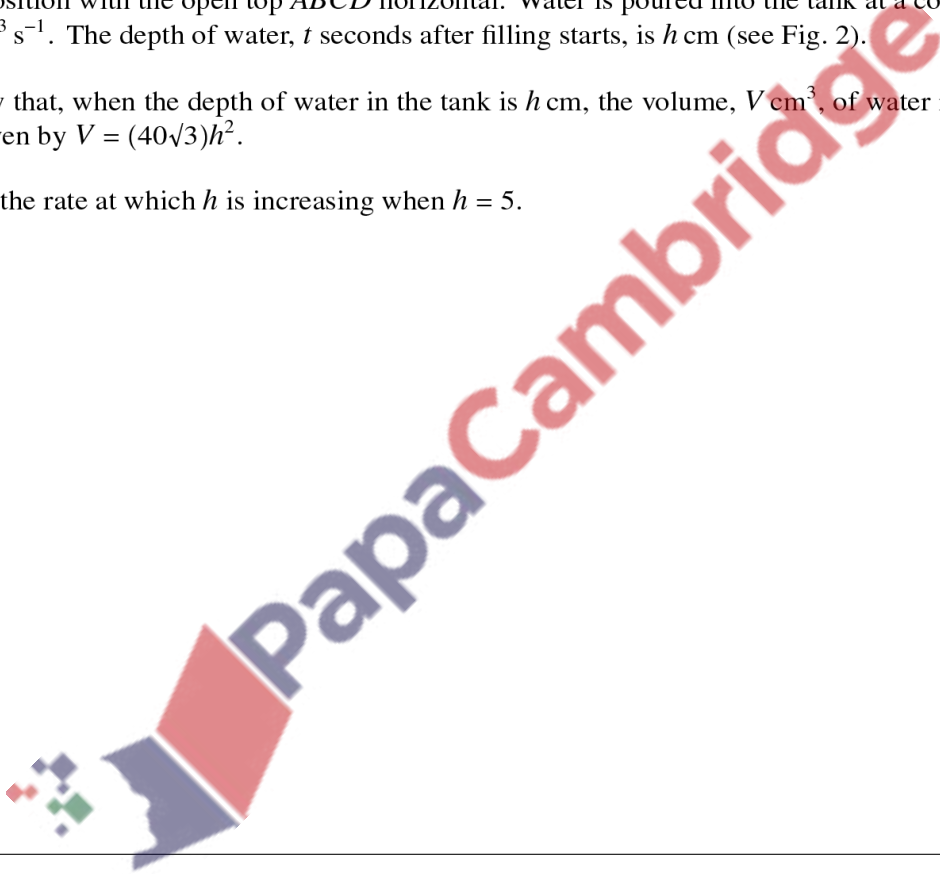 position with the open top ABCD horizontal. Water is poured into the tank at a
³ s⁻¹. The depth of water, t seconds after filling starts, is h cm (see Fig. 2).
that, when the depth of water in the tank is h cm, the volume, V cm³, of water
en by V = (40√3)h².
the rate at which h is increasing when h = 5.
PapaCambridge